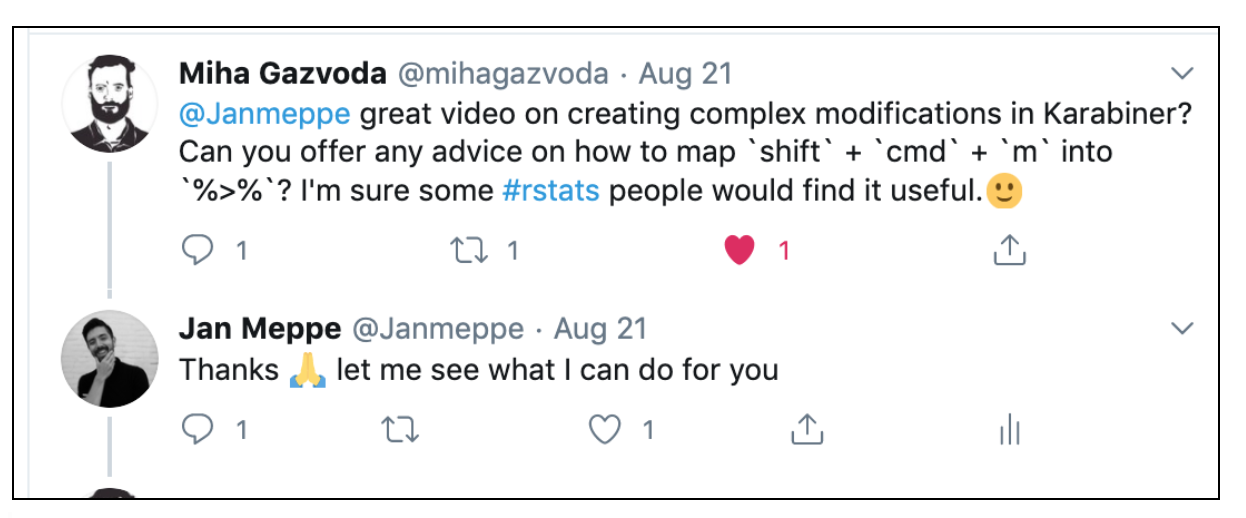 Miha Gazvoda @mihagazvoda · Aug 21
@Janmeppe great video on creating complex modifications in Karabiner?
Can you offer any advice on how to map `shift` + `cmd` + `m` into
`%>%`? I'm sure some #rstats people would find it useful.🙂
1 1 1
Jan Meppe @Janmeppe · Aug 21
Thanks 🙏 let me see what I can do for you
1 1